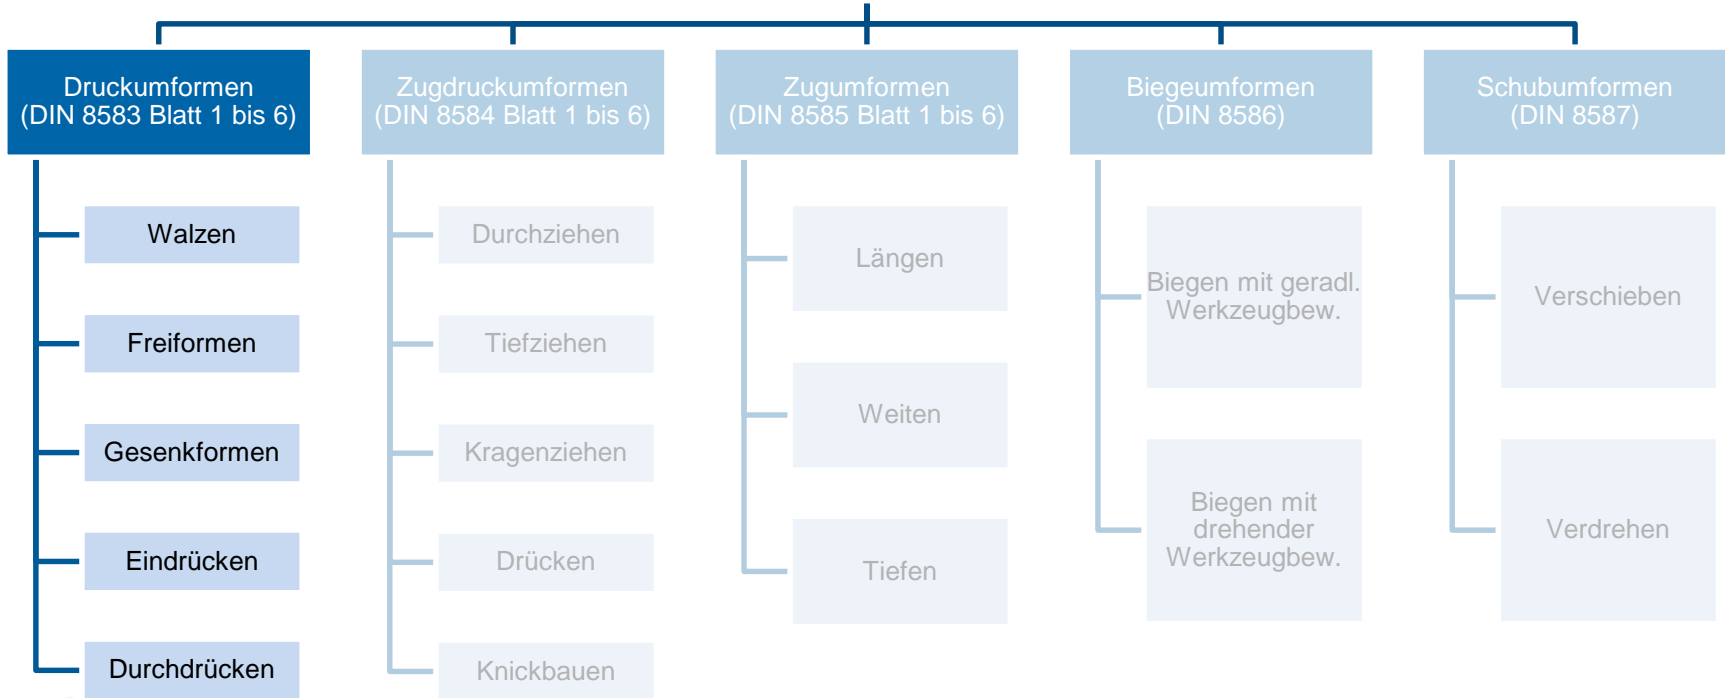 Druckumformen
(DIN 8583 Blatt 1 bis 6)
Walzen
Freiformen
Gesenkformen
Eindrücken
Durchdrücken
Zugdruckumformen
(DIN 8584 Blatt 1 bis 6)
Durchziehen
Tiefziehen
Kragenziehen
Drücken
Knickbauen
Zugumformen
(DIN 8585 Blatt 1 bis 6)
Längen
Weiten
Tiefen
Biegeumformen
(DIN 8586)
Biegen mit geradl.
Werkzeugbew.
Biegen mit
drehender
Werkzeugbew.
Schubumformen
(DIN 8587)
Verschieben
Verdrehen